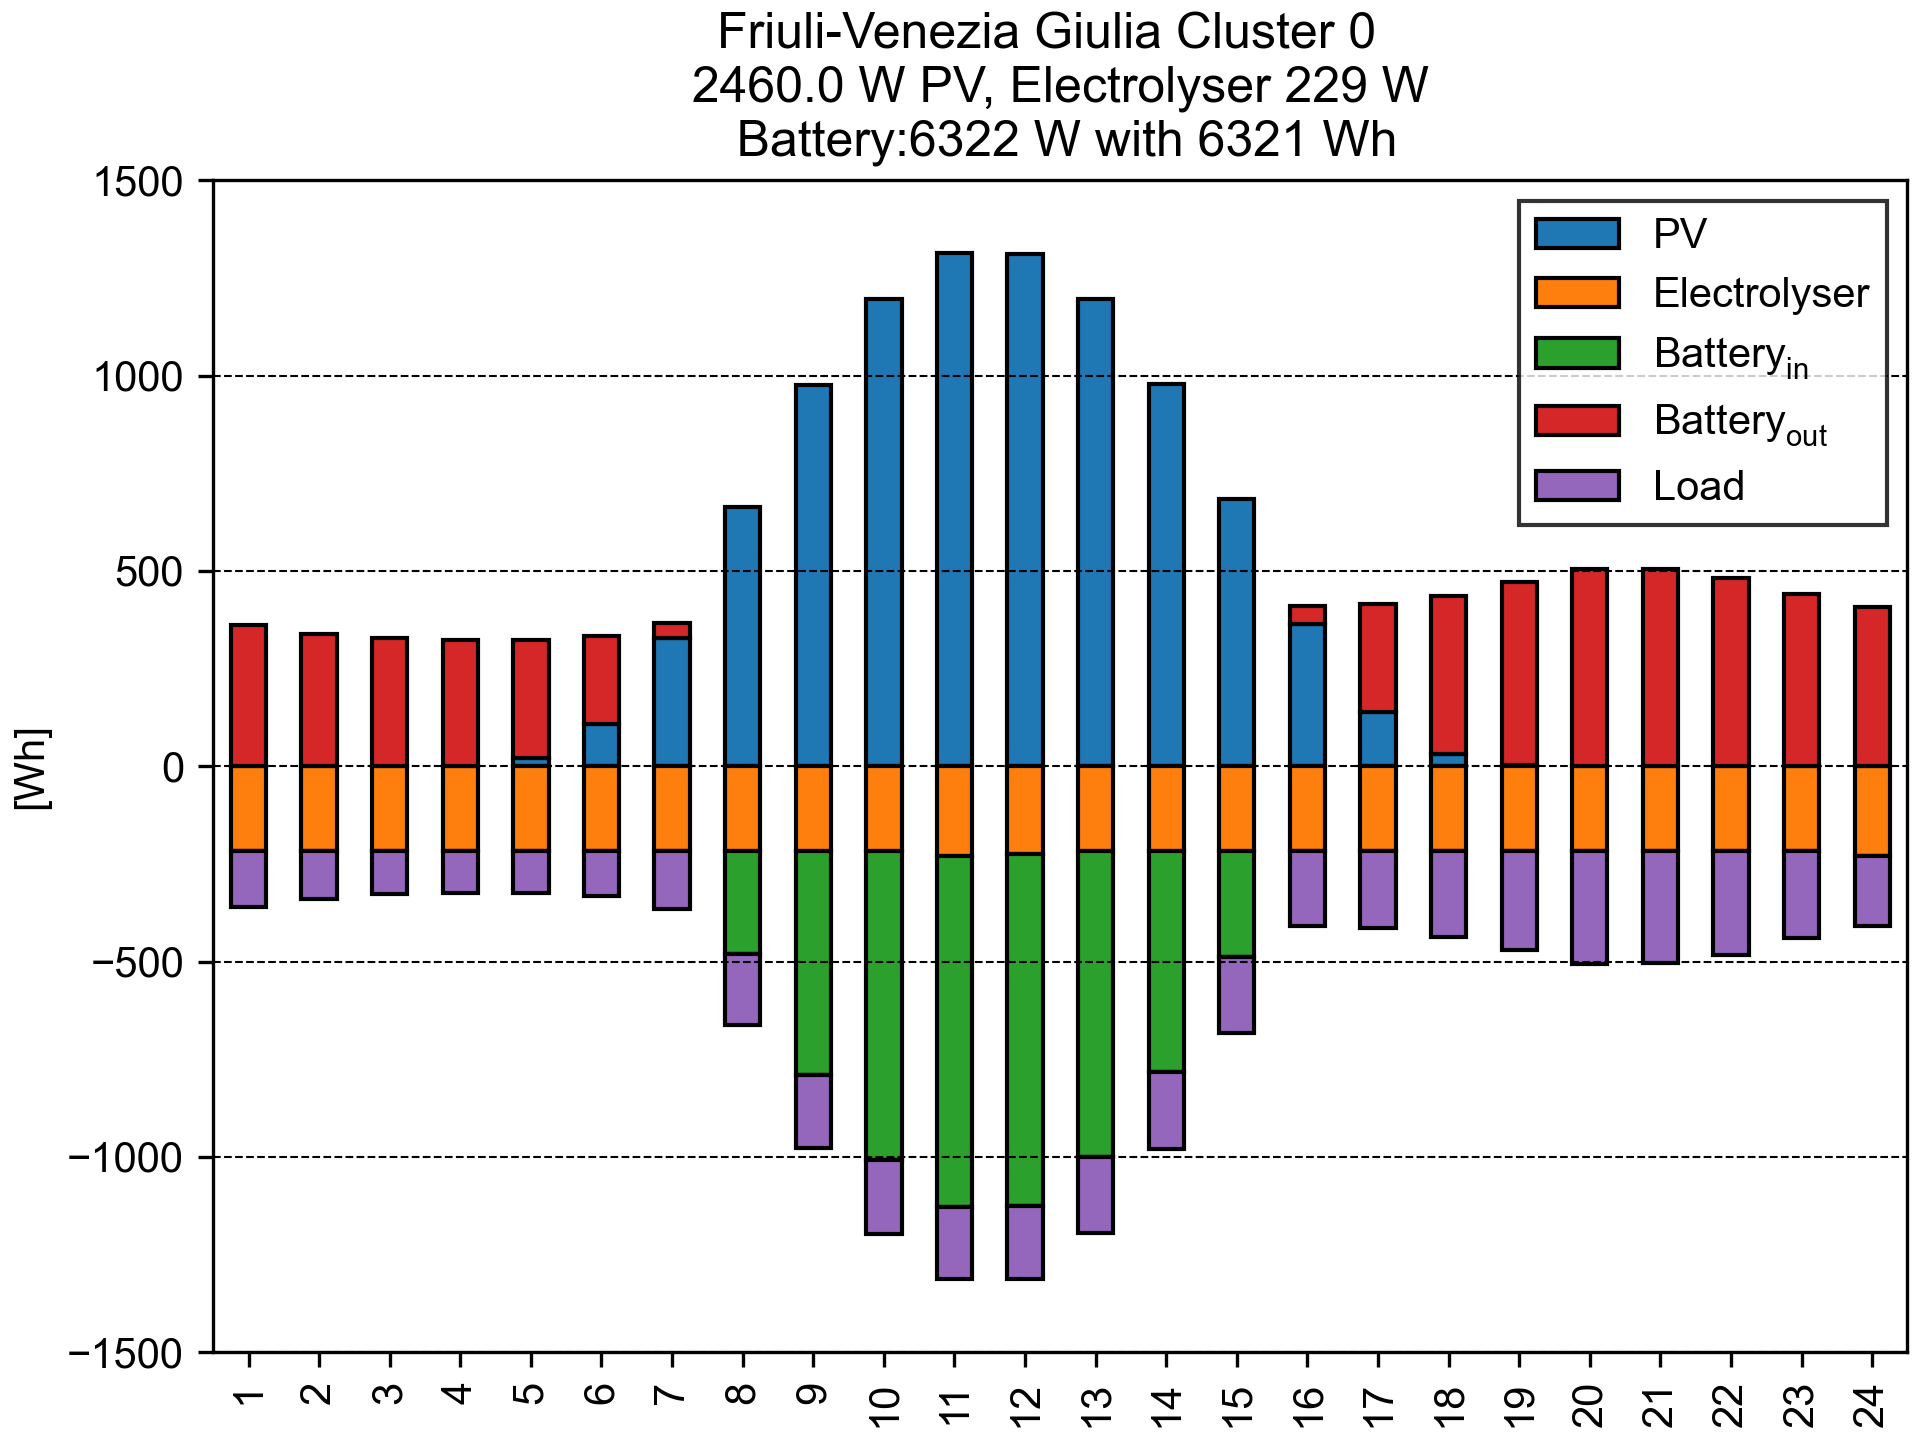 Friuli-Venezia Giulia Cluster 0
2460.0 W PV, Electrolyser 229 W
Battery:6322 W with 6321 Wh
1500
1000
500
0
−500
−1000
−1500
[Wh]
PV
Electrolyser
Battery_in
Battery_out
Load
1 2 3 4 5 6 7 8 9 10 11 12 13 14 15 16 17 18 19 20 21 22 23 24